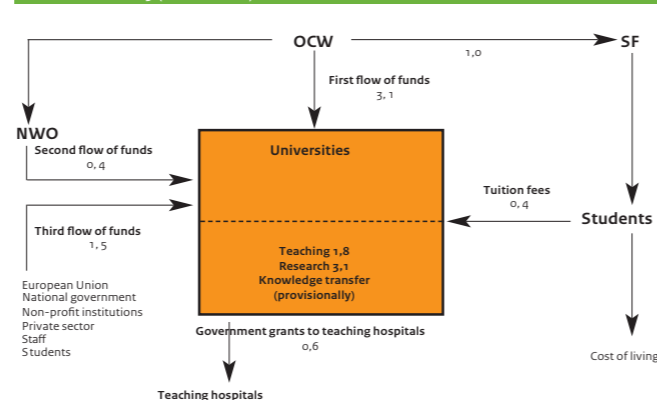 OCW
SF
1,0
First flow of funds
3, 1
NWO
Second flow of funds
0, 4
Universities
Tuition fees
0, 4
Students
Third flow of funds
1, 5
Teaching 1,8
Research 3,1
Knowledge transfer
(provisionally)
European Union
National government
Non-profit institutions
Private sector
Staff
Students
Government grants to teaching hospitals
0,6
Cost of living
Teaching hospitals